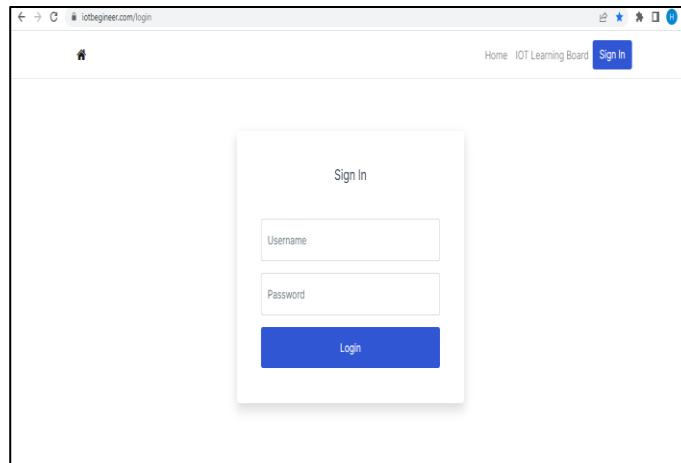 iotbegineer.com/login
H
Home IOT Learning Board Sign In
Sign In
Username
Password
Login